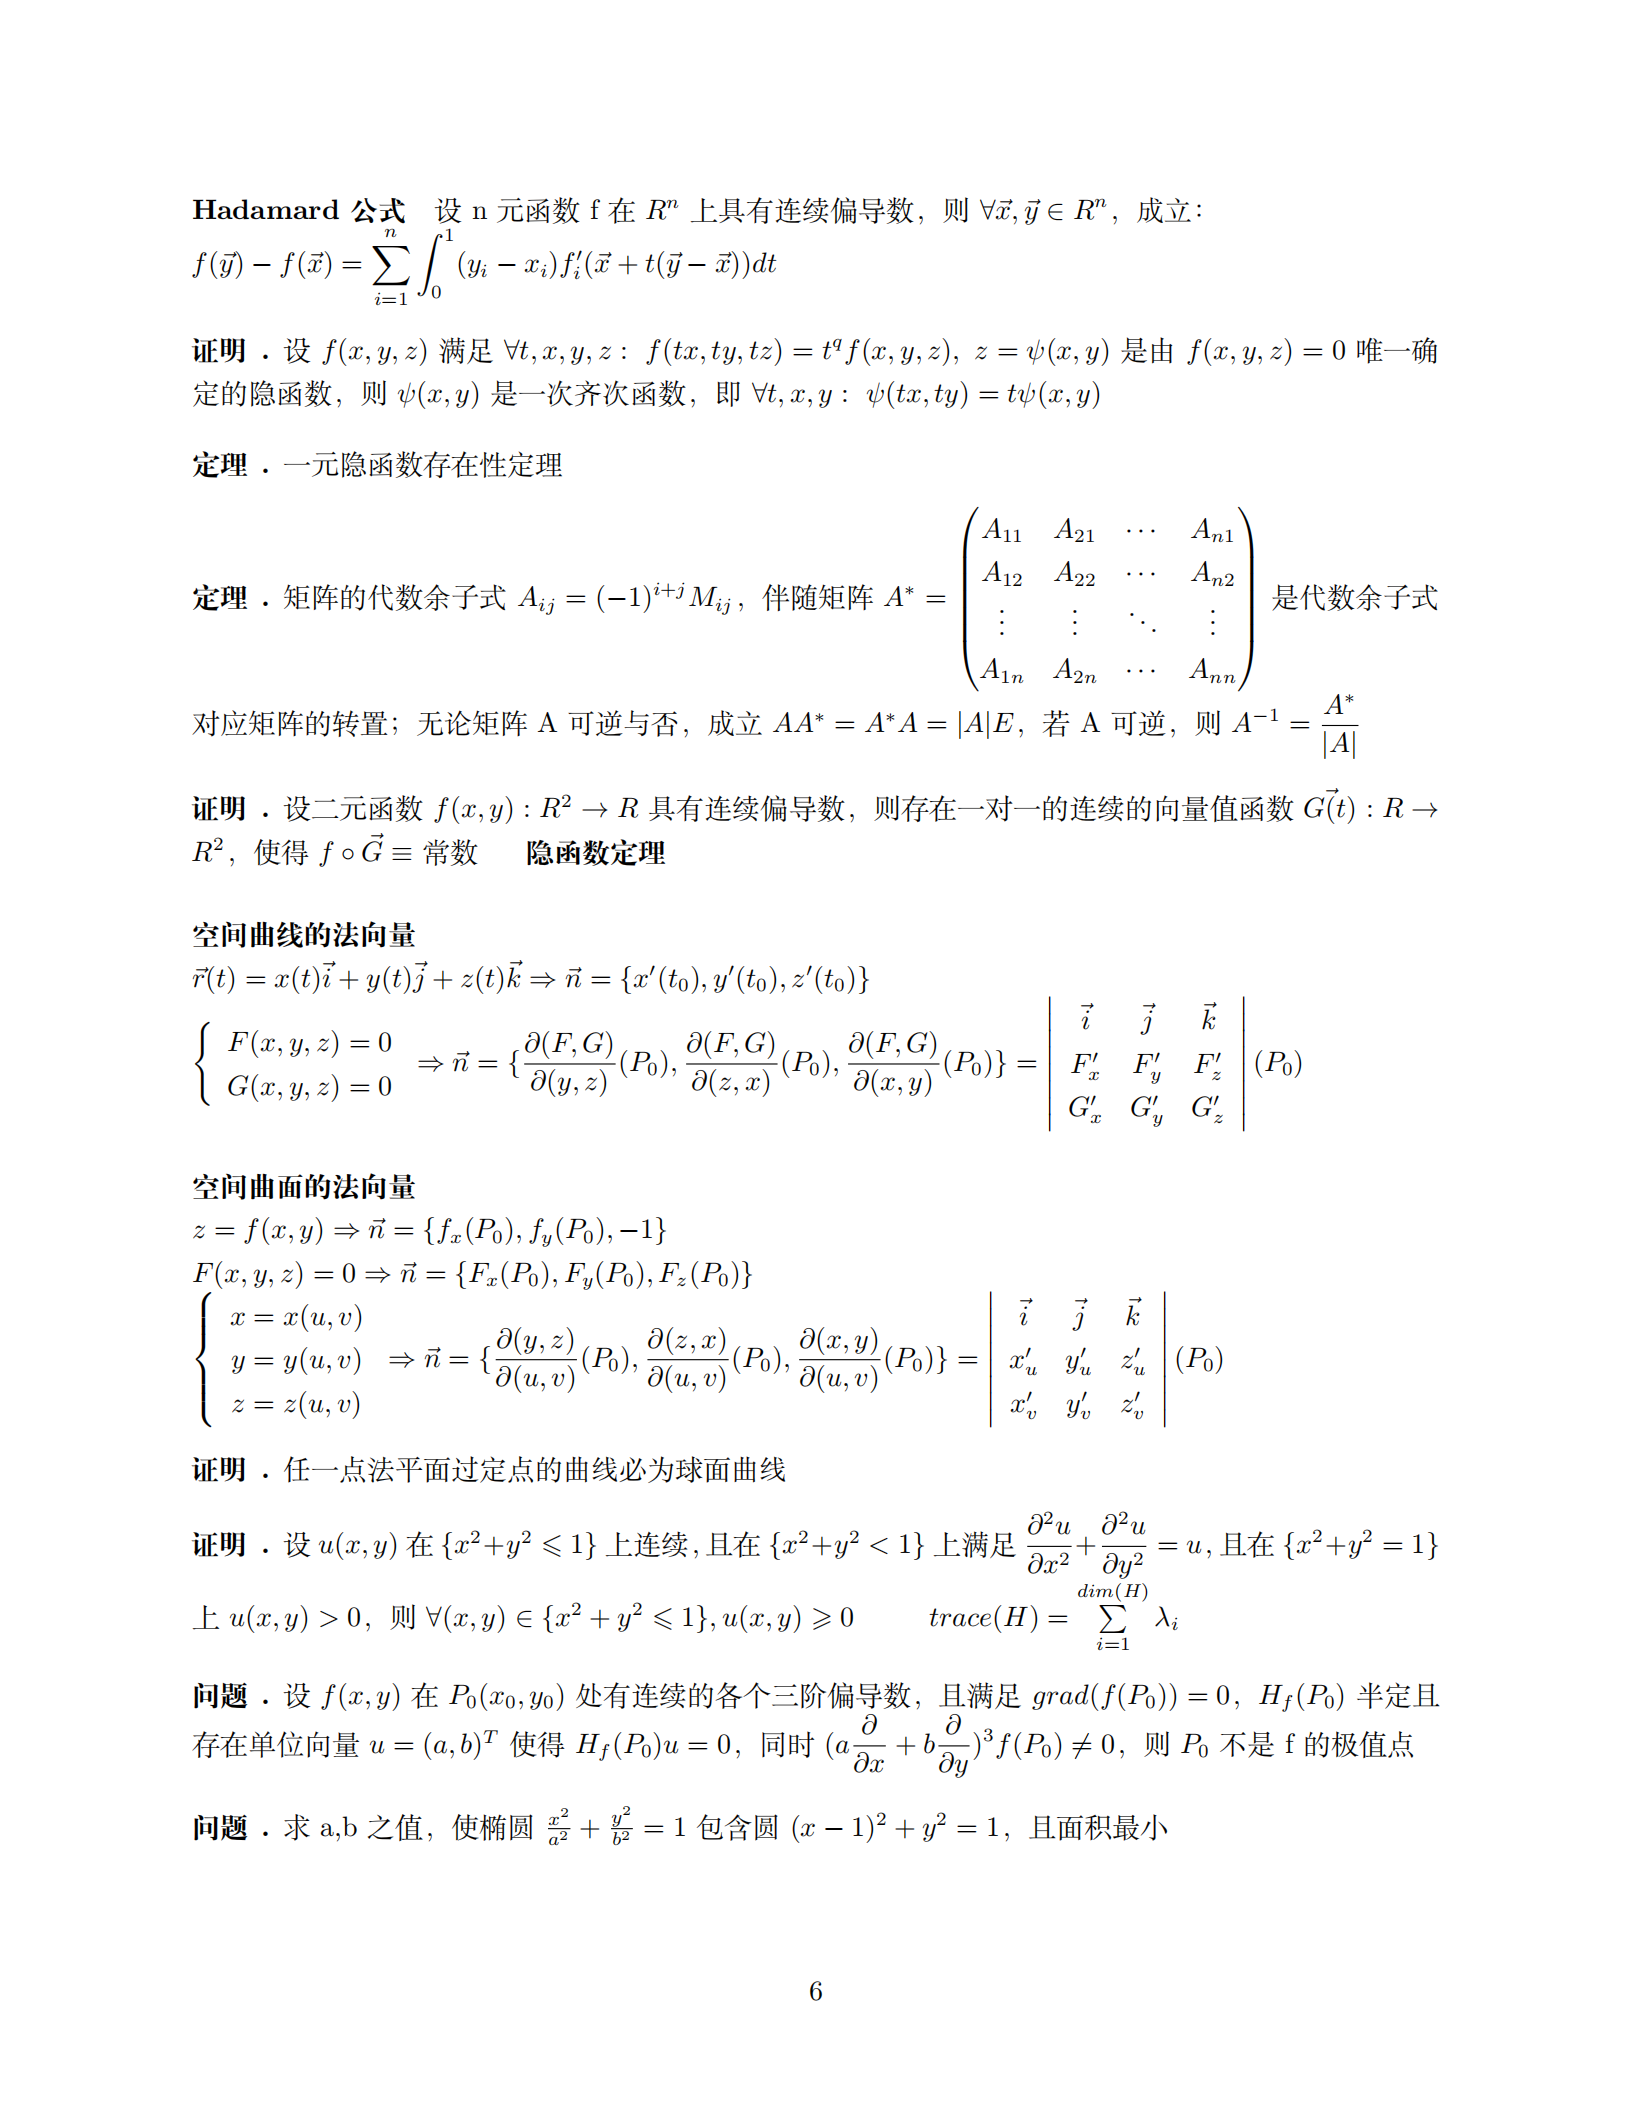 Hadamard 公式 设 n 元函数 f 在 $R^n$ 上具有连续偏导数，则 $\forall \vec{x}, \vec{y} \in R^n$，成立：
$f(\vec{y}) - f(\vec{x}) = \sum_{i=1}^{n} \int_0^1 (y_i - x_i) f_i'(\vec{x} + t(\vec{y} - \vec{x})) dt$
证明 . 设 $f(x, y, z)$ 满足 $\forall t, x, y, z : f(tx, ty, tz) = t^q f(x, y, z)$, $z = \psi(x, y)$ 是由 $f(x, y, z) = 0$ 唯一确
定的隐函数，则 $\psi(x, y)$ 是一次齐次函数，即 $\forall t, x, y : \psi(tx, ty) = t\psi(x, y)$
定理 . 一元隐函数存在性定理
定理 . 矩阵的代数余子式 $A_{ij} = (-1)^{i+j} M_{ij}$，伴随矩阵 $A^* = \begin{pmatrix} A_{11} & A_{21} & \cdots & A_{n1} \\ A_{12} & A_{22} & \cdots & A_{n2} \\ \vdots & \vdots & \ddots & \vdots \\ A_{1n} & A_{2n} & \cdots & A_{nn} \end{pmatrix}$ 是代数余子式
对应矩阵的转置；无论矩阵 A 可逆与否，成立 $AA^* = A^*A = |A|E$，若 A 可逆，则 $A^{-1} = \frac{A^*}{|A|}$
证明 . 设二元函数 $f(x, y) : R^2 \to R$ 具有连续偏导数，则存在一对一的连续的向量值函数 $\vec{G(t)} : R \to$
$R^2$，使得 $f \circ \vec{G} \equiv$ 常数 隐函数定理
空间曲线的法向量
$\vec{r}(t) = x(t)\vec{i} + y(t)\vec{j} + z(t)\vec{k} \Rightarrow \vec{n} = \{x'(t_0), y'(t_0), z'(t_0)\}$
$\begin{cases} F(x, y, z) = 0 \\ G(x, y, z) = 0 \end{cases} \Rightarrow \vec{n} = \{\frac{\partial(F, G)}{\partial(y, z)}(P_0), \frac{\partial(F, G)}{\partial(z, x)}(P_0), \frac{\partial(F, G)}{\partial(x, y)}(P_0)\} = \begin{vmatrix} \vec{i} & \vec{j} & \vec{k} \\ F_x' & F_y' & F_z' \\ G_x' & G_y' & G_z' \end{vmatrix} (P_0)$
空间曲面的法向量
$z = f(x, y) \Rightarrow \vec{n} = \{f_x(P_0), f_y(P_0), -1\}$
$F(x, y, z) = 0 \Rightarrow \vec{n} = \{F_x(P_0), F_y(P_0), F_z(P_0)\}$
$\begin{cases} x = x(u, v) \\ y = y(u, v) \\ z = z(u, v) \end{cases} \Rightarrow \vec{n} = \{\frac{\partial(y, z)}{\partial(u, v)}(P_0), \frac{\partial(z, x)}{\partial(u, v)}(P_0), \frac{\partial(x, y)}{\partial(u, v)}(P_0)\} = \begin{vmatrix} \vec{i} & \vec{j} & \vec{k} \\ x_u' & y_u' & z_u' \\ x_v' & y_v' & z_v' \end{vmatrix} (P_0)$
证明 . 任一点法平面过定点的曲线必为球面曲线
证明 . 设 $u(x, y)$ 在 $\{x^2 + y^2 \leqslant 1\}$ 上连续，且在 $\{x^2 + y^2 < 1\}$ 上满足 $\frac{\partial^2 u}{\partial x^2} + \frac{\partial^2 u}{\partial y^2} = u$，且在 $\{x^2 + y^2 = 1\}$
上 $u(x, y) > 0$，则 $\forall (x, y) \in \{x^2 + y^2 \leqslant 1\}, u(x, y) \geqslant 0$ $trace(H) = \sum_{i=1}^{dim(H)} \lambda_i$
问题 . 设 $f(x, y)$ 在 $P_0(x_0, y_0)$ 处有连续的各个三阶偏导数，且满足 $grad(f(P_0)) = 0$，$H_f(P_0)$ 半定且
存在单位向量 $u = (a, b)^T$ 使得 $H_f(P_0)u = 0$，同时 $(a\frac{\partial}{\partial x} + b\frac{\partial}{\partial y})^3 f(P_0) \neq 0$，则 $P_0$ 不是 f 的极值点
问题 . 求 a,b 之值，使椭圆 $\frac{x^2}{a^2} + \frac{y^2}{b^2} = 1$ 包含圆 $(x - 1)^2 + y^2 = 1$，且面积最小
6